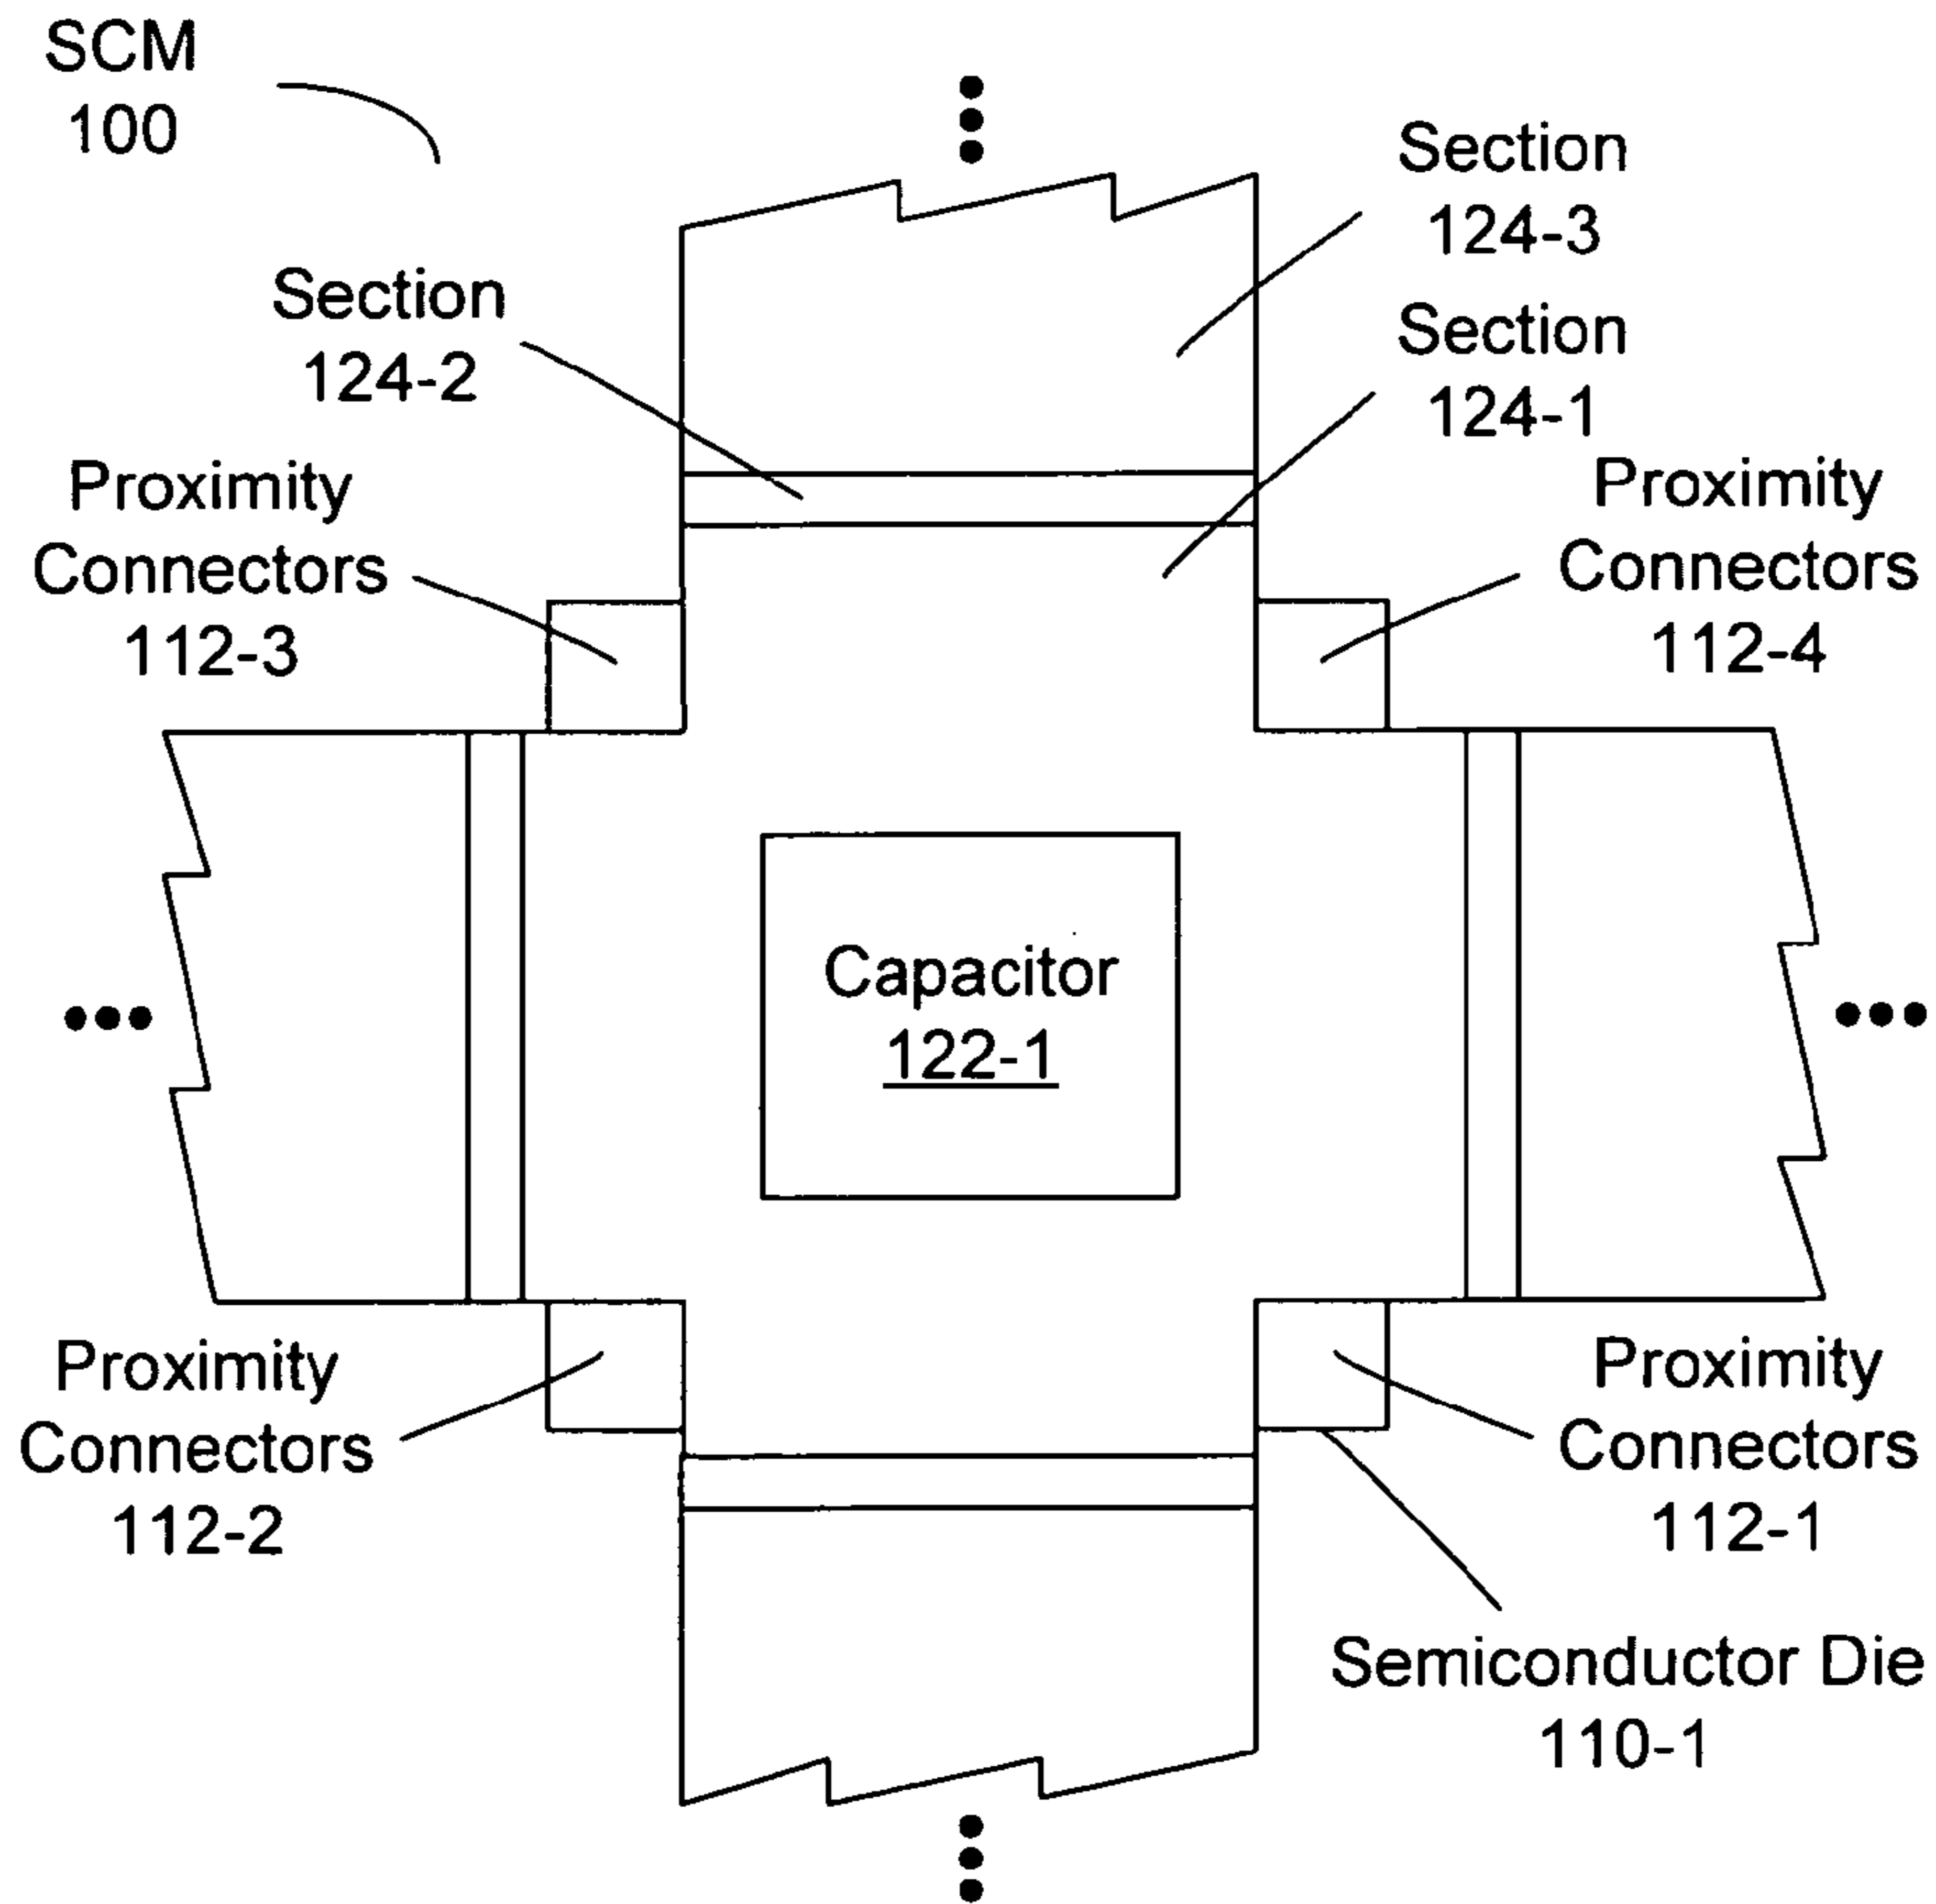 SCM
100
Section
124-3
Section
124-2
Section
124-1
Proximity
Connectors
112-3
Proximity
Connectors
112-4
Capacitor
122-1
Proximity
Connectors
112-2
Proximity
Connectors
112-1
Semiconductor Die
110-1